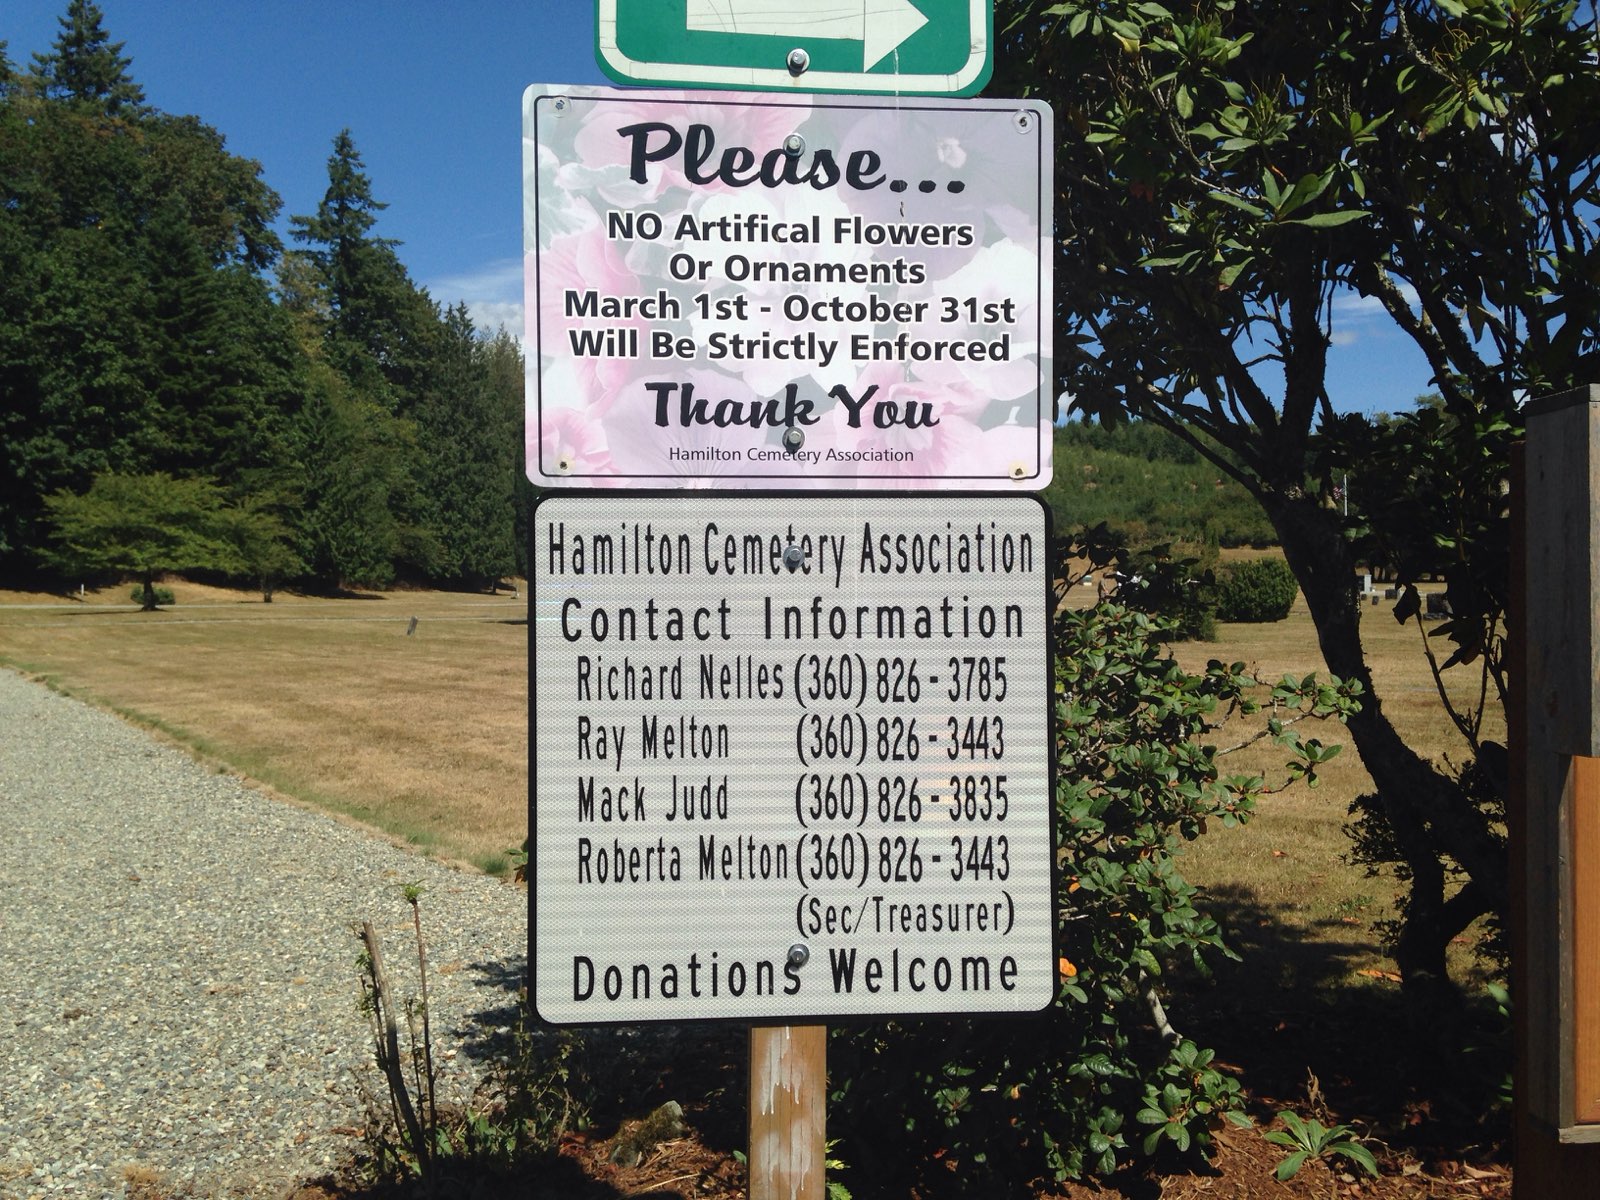 Please...
NO Artifical Flowers
Or Ornaments
March 1st - October 31st
Will Be Strictly Enforced
Thank You
Hamilton Cemetery Association
Hamilton Cemetery Association
Contact Information
Richard Nelles (360) 826-3785
Ray Melton (360) 826-3443
Mack Judd (360) 826-3835
Roberta Melton (360) 826-3443
(Sec/Treasurer)
Donations Welcome